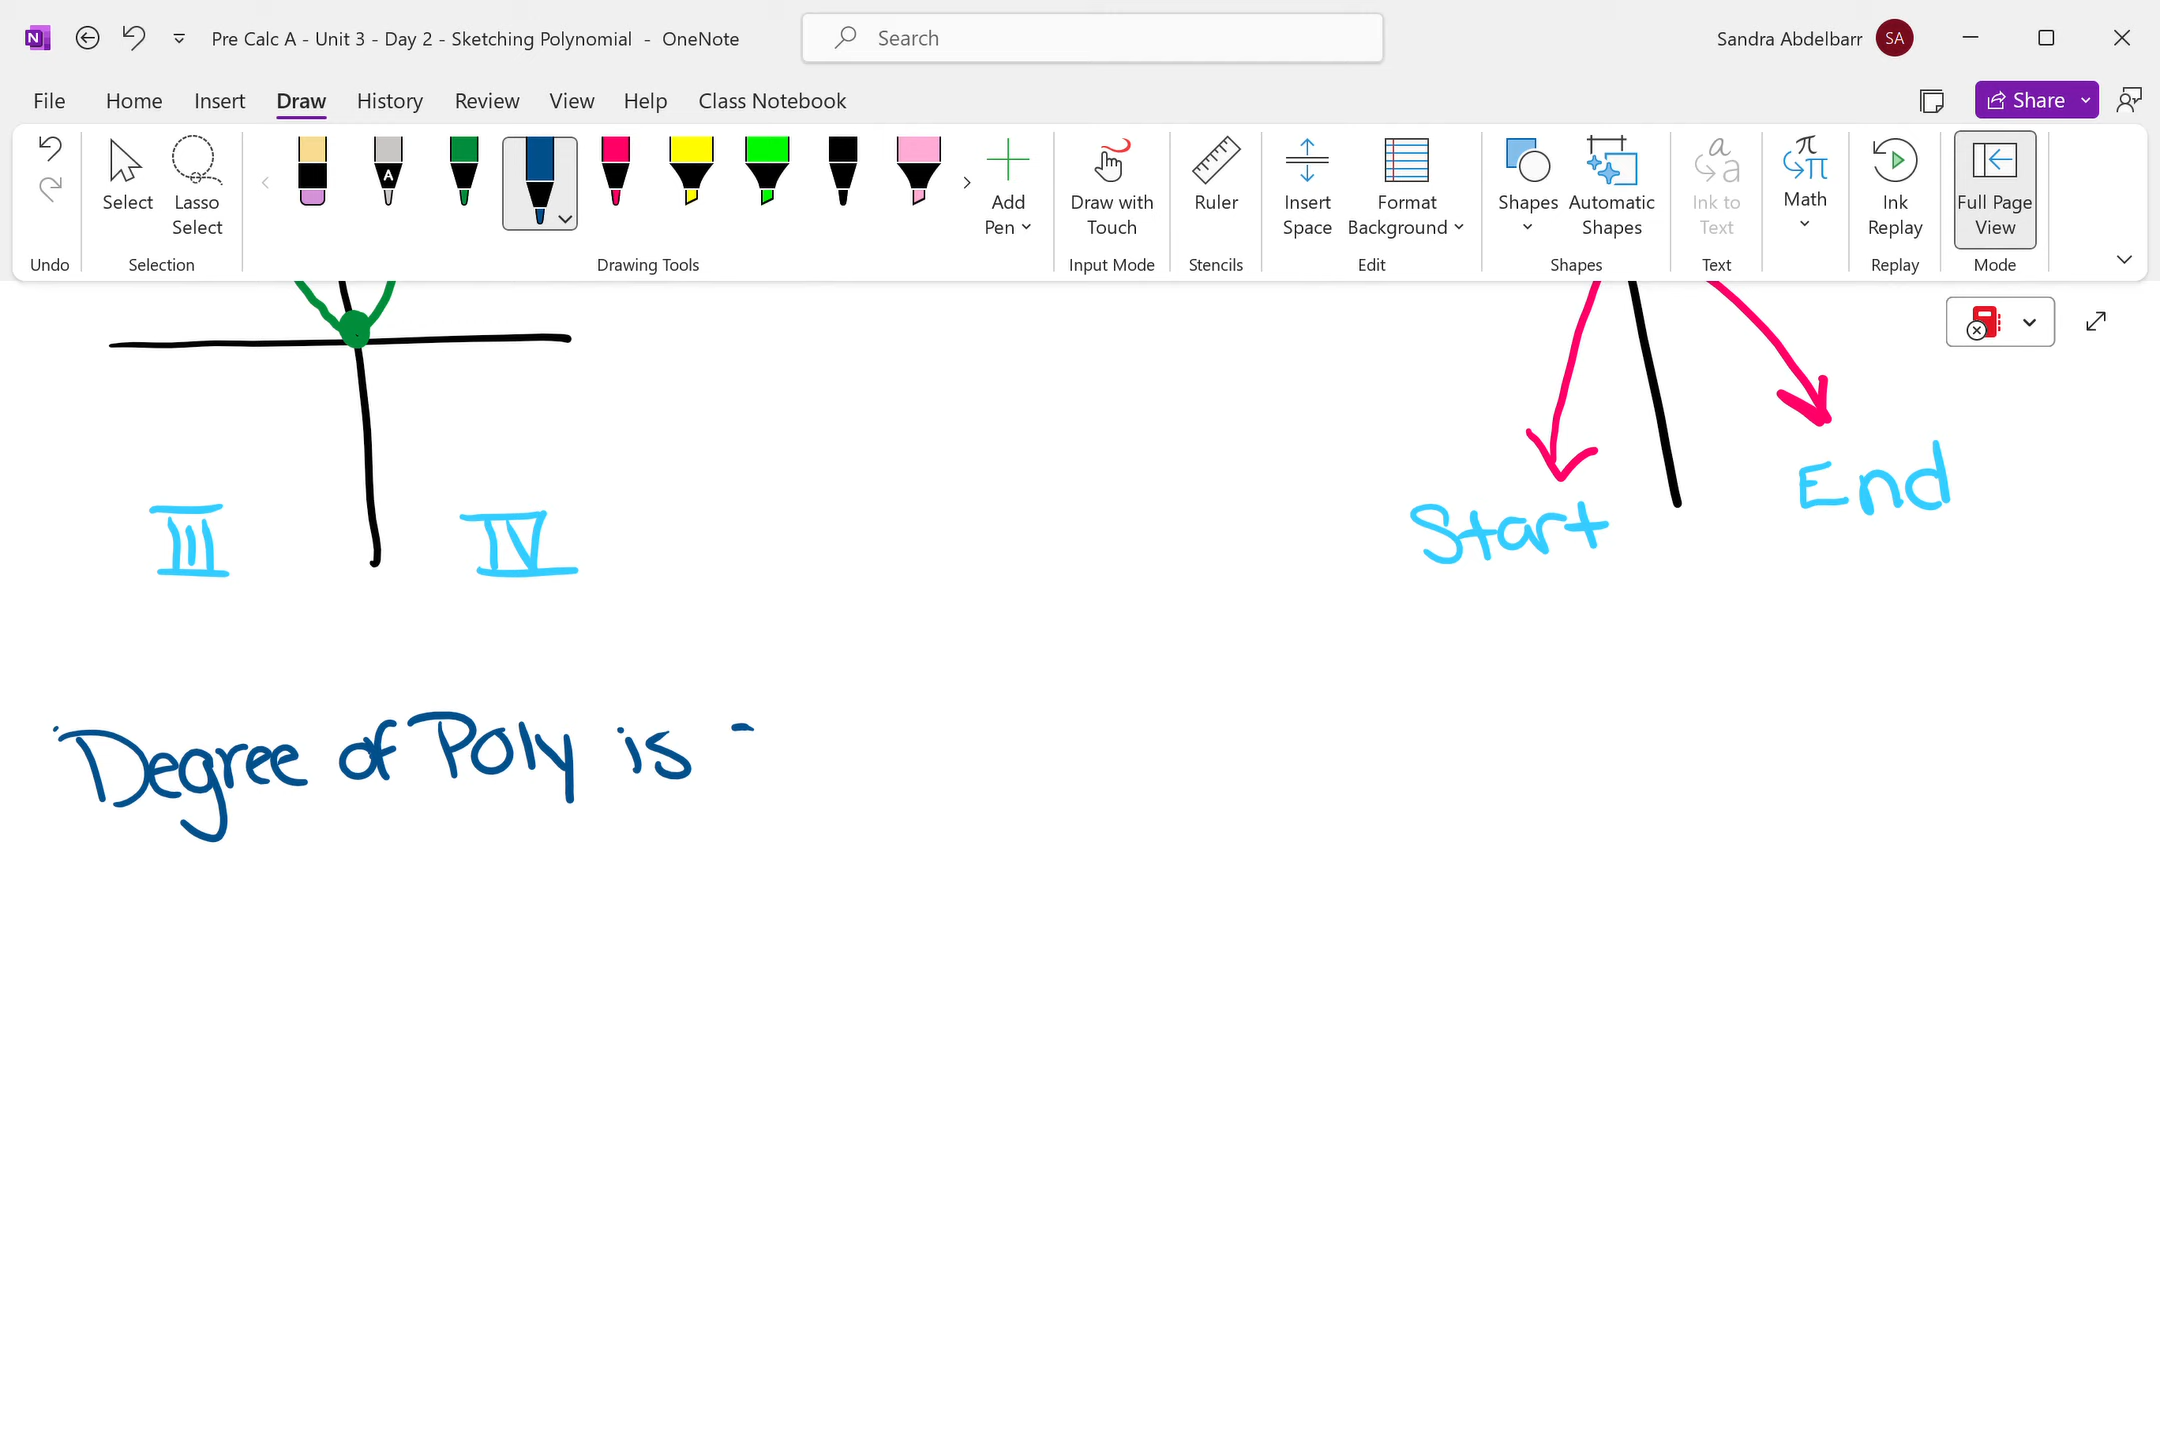 Pre Calc A - Unit 3 - Day 2 - Sketching Polynomial - OneNote
Search
Sandra Abdelbarr SA
File Home Insert Draw History Review View Help Class Notebook
Share
Select
Lasso Select
A
Add Pen
Draw with Touch
Ruler
Insert Space
Format Background
Shapes
Automatic Shapes
Ink to Text
Math
Ink Replay
Full Page View
Undo Selection Drawing Tools Input Mode Stencils Edit Shapes Text Replay Mode
III IV
Start End
Degree of Poly is